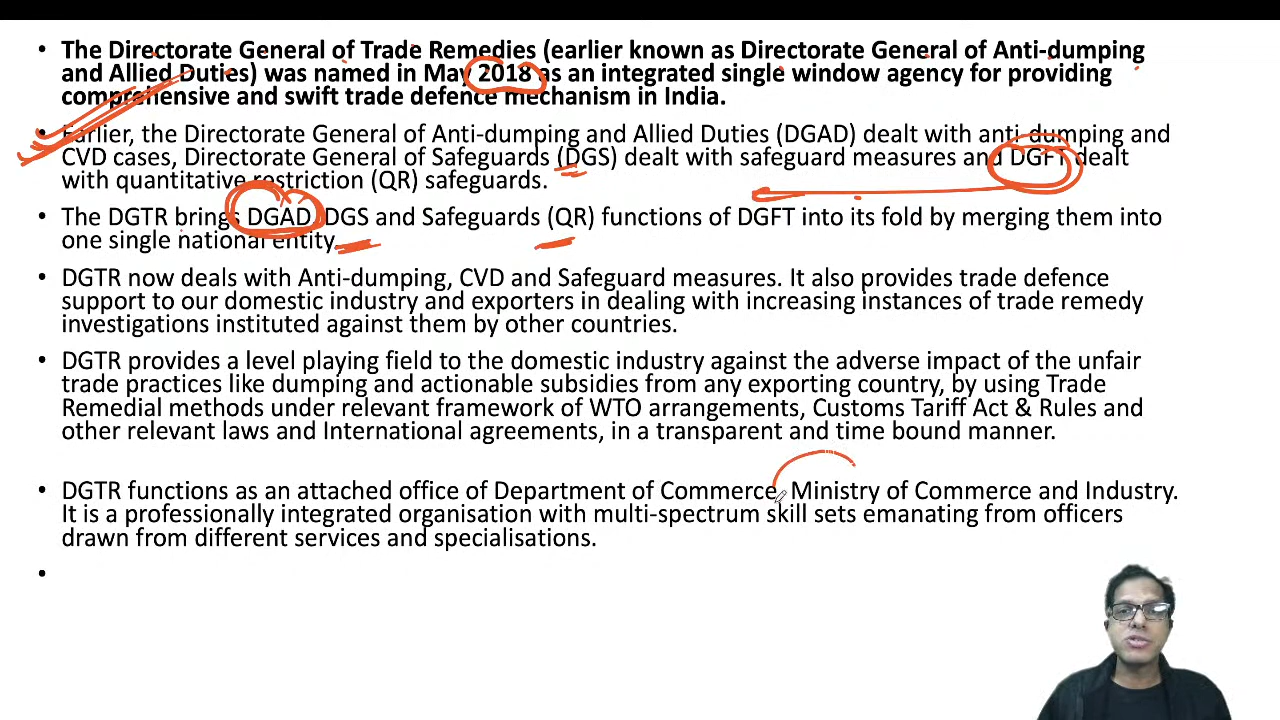 • The Directorate General of Trade Remedies (earlier known as Directorate General of Anti-dumping
and Allied Duties) was named in May 2018 as an integrated single window agency for providing
comprehensive and swift trade defence mechanism in India.
• Earlier, the Directorate General of Anti-dumping and Allied Duties (DGAD) dealt with anti-dumping and
CVD cases, Directorate General of Safeguards (DGS) dealt with safeguard measures and DGFT dealt
with quantitative restriction (QR) safeguards.
• The DGTR brings DGAD, DGS and Safeguards (QR) functions of DGFT into its fold by merging them into
one single national entity.
• DGTR now deals with Anti-dumping, CVD and Safeguard measures. It also provides trade defence
support to our domestic industry and exporters in dealing with increasing instances of trade remedy
investigations instituted against them by other countries.
• DGTR provides a level playing field to the domestic industry against the adverse impact of the unfair
trade practices like dumping and actionable subsidies from any exporting country, by using Trade
Remedial methods under relevant framework of WTO arrangements, Customs Tariff Act & Rules and
other relevant laws and International agreements, in a transparent and time bound manner.
• DGTR functions as an attached office of Department of Commerce, Ministry of Commerce and Industry.
It is a professionally integrated organisation with multi-spectrum skill sets emanating from officers
drawn from different services and specialisations.
•